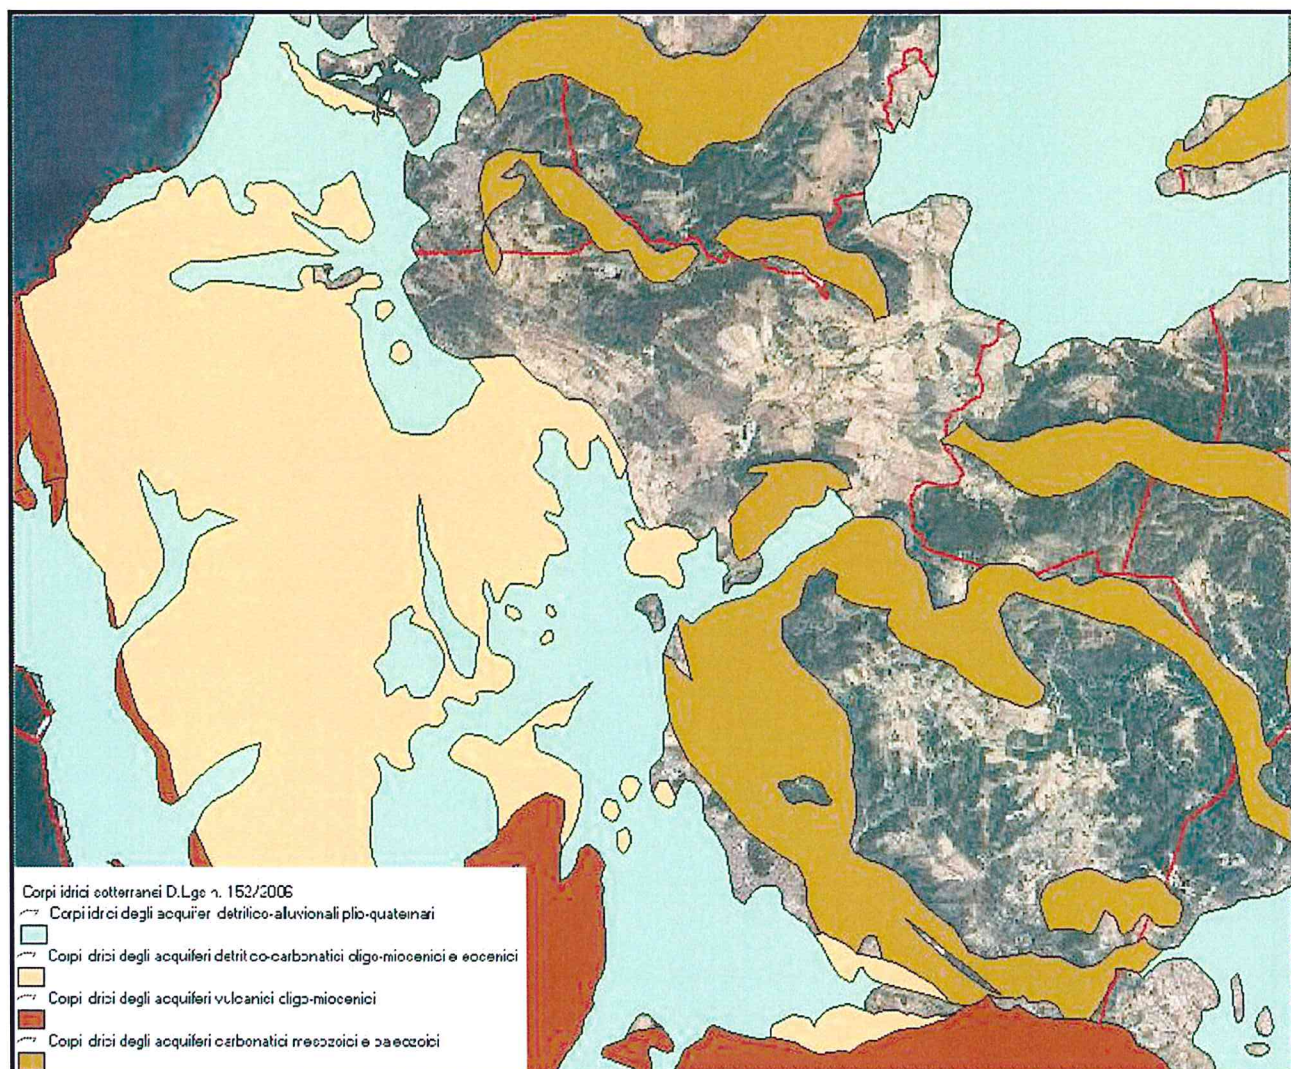 Corpi idrici sotterranei D.Lgs n. 152/2006
Corpi idrici degli acquiferi detritico-alluvionali plio-quaternari
Corpi idrici degli acquiferi detritico-carbonatici oligo-miocenici e eocenici
Corpi idrici degli acquiferi vulcanici oligo-miocenici
Corpi idrici degli acquiferi carbonatici mesozoici e paleozoici